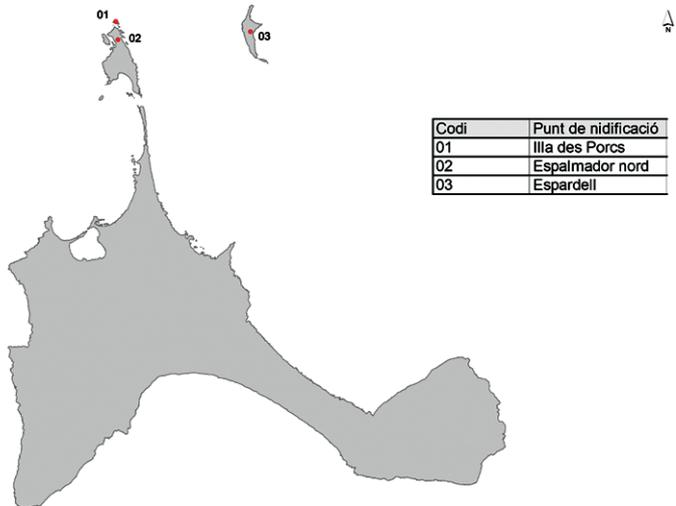 01
02
03
N
Codi Punt de nidificació
01 Illa des Porcs
02 Espalmador nord
03 Espardell